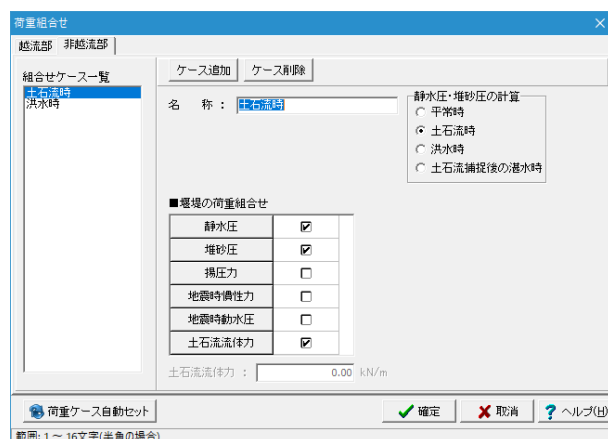 荷重組合せ
越流部 非越流部
組合せケース一覧
土石流時
洪水時
ケース追加 ケース削除
名 称 : 土石流時
静水圧・堆砂圧の計算
平常時
土石流時
洪水時
土石流捕捉後の湛水時
■堰堤の荷重組合せ
静水圧
堆砂圧
揚圧力
地震時慣性力
地震時動水圧
土石流流体力
土石流流体力 : 0.00 kN/m
荷重ケース自動セット 確定 取消 ヘルプ(H)
範囲: 1 ～ 16文字(半角の場合)